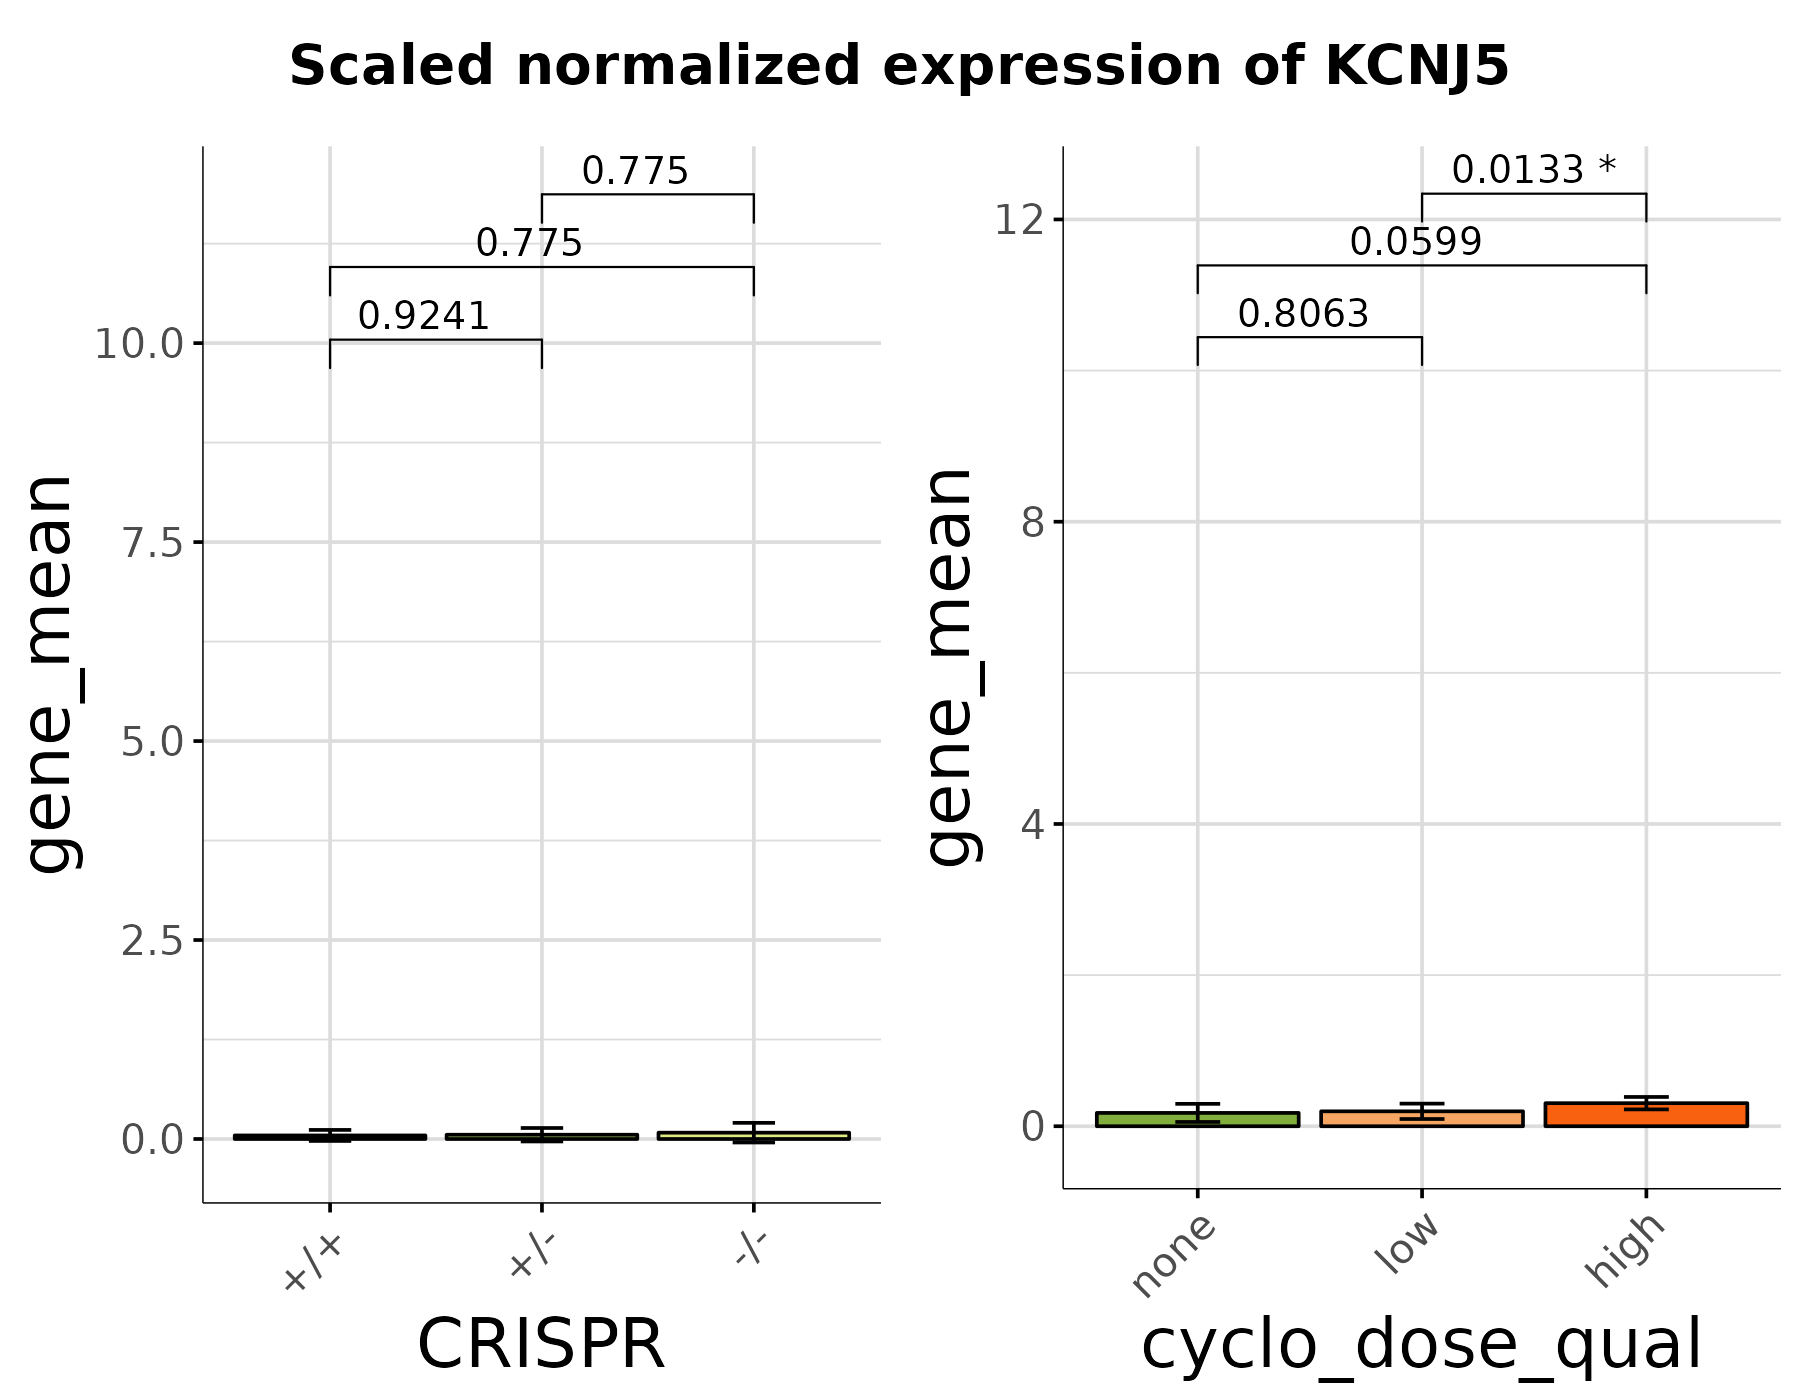 Scaled normalized expression of KCNJ5
gene_mean
10.0
7.5
5.0
2.5
0.0
0.775
0.775
0.9241
+/+
+/-
-/-
CRISPR
gene_mean
12
8
4
0
0.0133 *
0.0599
0.8063
none
low
high
cyclo_dose_qual